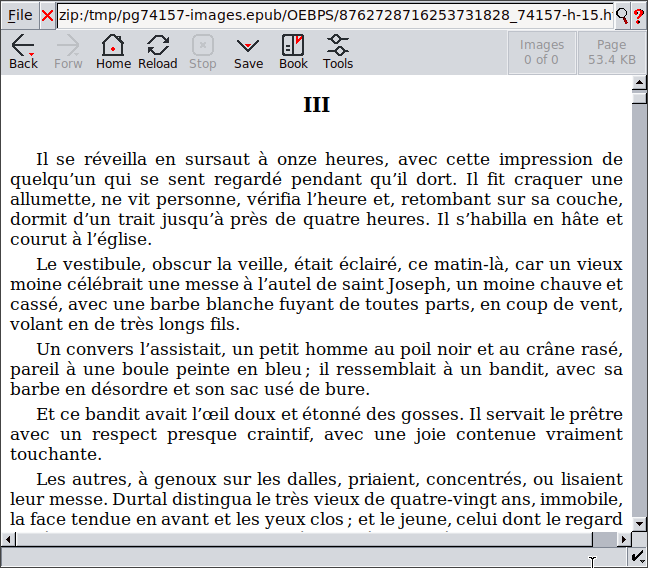 File
zip:/tmp/pg74157-images.epub/OEBPS/8762728716253731828_74157-h-15.h
?
Back Forw Home Reload Stop Save Book Tools
Images
0 of 0
Page
53.4 KB
III
Il se réveilla en sursaut à onze heures, avec cette impression de
quelqu’un qui se sent regardé pendant qu’il dort. Il fit craquer une
allumette, ne vit personne, vérifia l’heure et, retombant sur sa couche,
dormit d’un trait jusqu’à près de quatre heures. Il s’habilla en hâte et
courut à l’église.
Le vestibule, obscur la veille, était éclairé, ce matin-là, car un vieux
moine célébrait une messe à l’autel de saint Joseph, un moine chauve et
cassé, avec une barbe blanche fuyant de toutes parts, en coup de vent,
volant en de très longs fils.
Un convers l’assistait, un petit homme au poil noir et au crâne rasé,
pareil à une boule peinte en bleu ; il ressemblait à un bandit, avec sa
barbe en désordre et son sac usé de bure.
Et ce bandit avait l’œil doux et étonné des gosses. Il servait le prêtre
avec un respect presque craintif, avec une joie contenue vraiment
touchante.
Les autres, à genoux sur les dalles, priaient, concentrés, ou lisaient
leur messe. Durtal distingua le très vieux de quatre-vingt ans, immobile,
la face tendue en avant et les yeux clos ; et le jeune, celui dont le regard